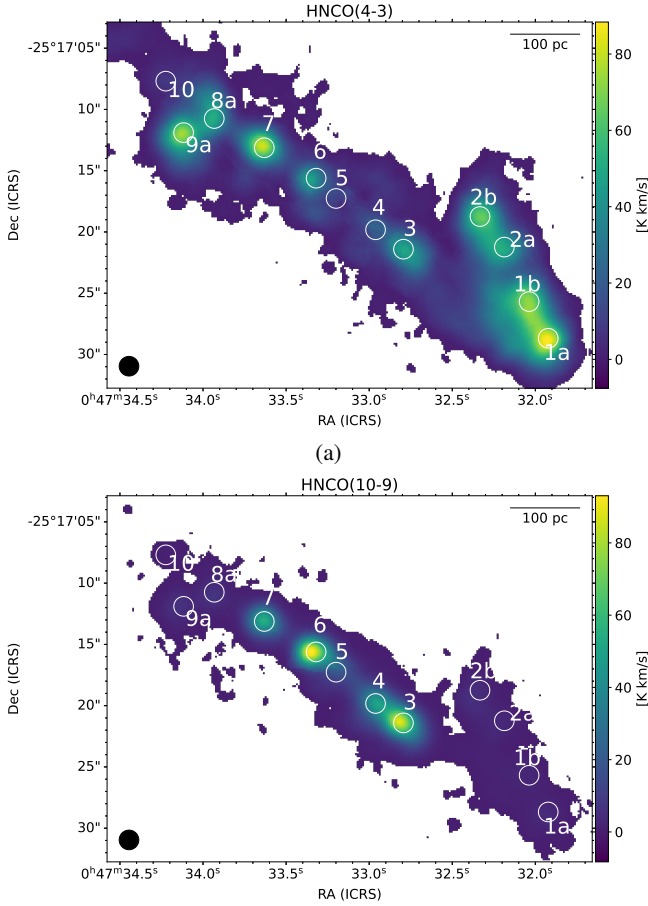 HNCO(4-3)
-25°17'05"
10"
15"
20"
25"
30"
Dec (ICRS)
100 pc
10
8a
9a
7
6
5
4
3
2b
2a
1b
1a
80
60
40
20
0
[K km/s]
0ʰ47ᵐ34.5ˢ
34.0ˢ
33.5ˢ
33.0ˢ
32.5ˢ
32.0ˢ
RA (ICRS)
(a)
HNCO(10-9)
-25°17'05"
10"
15"
20"
25"
30"
Dec (ICRS)
100 pc
10
8a
9a
7
6
5
4
3
2b
2a
1b
1a
80
60
40
20
0
[K km/s]
0ʰ47ᵐ34.5ˢ
34.0ˢ
33.5ˢ
33.0ˢ
32.5ˢ
32.0ˢ
RA (ICRS)